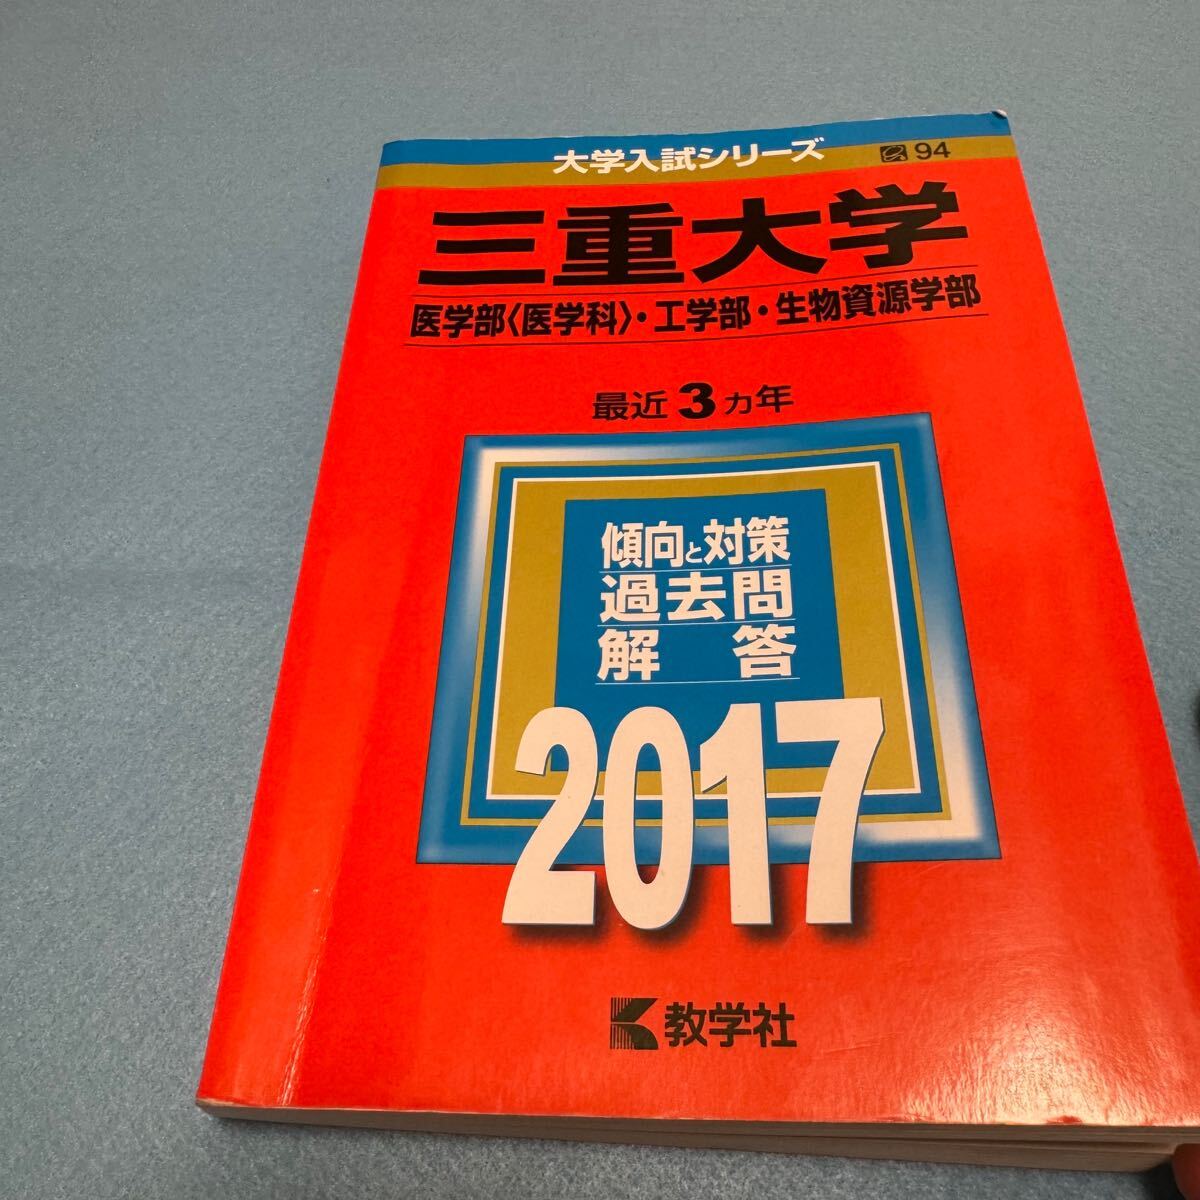 大学入試シリーズ 94
三重大学
医学部〈医学科〉・工学部・生物資源学部
最近3ヵ年
傾向と対策
過去問
解答
2017
教学社